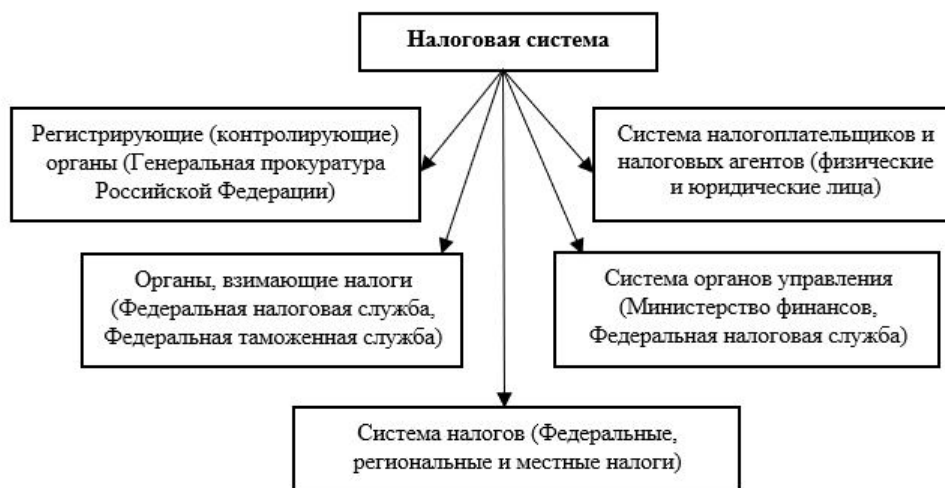 Налоговая система
Регистрирующие (контролирующие)
органы (Генеральная прокуратура
Российской Федерации)
Система налогоплательщиков и
налоговых агентов (физические
и юридические лица)
Органы, взимающие налоги
(Федеральная налоговая служба,
Федеральная таможенная служба)
Система органов управления
(Министерство финансов,
Федеральная налоговая служба)
Система налогов (Федеральные,
региональные и местные налоги)